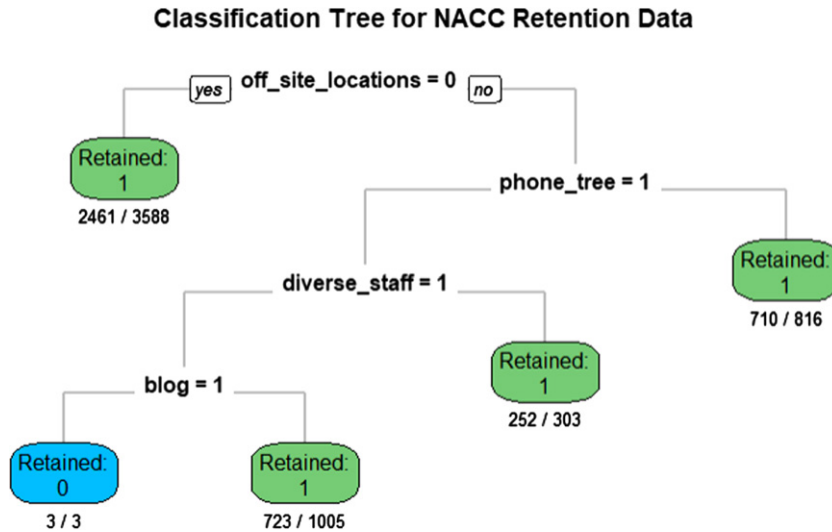 Classification Tree for NACC Retention Data
yes off_site_locations = 0 no
Retained:
1
2461 / 3588
phone_tree = 1
Retained:
1
710 / 816
diverse_staff = 1
Retained:
1
252 / 303
blog = 1
Retained:
0
3 / 3
Retained:
1
723 / 1005